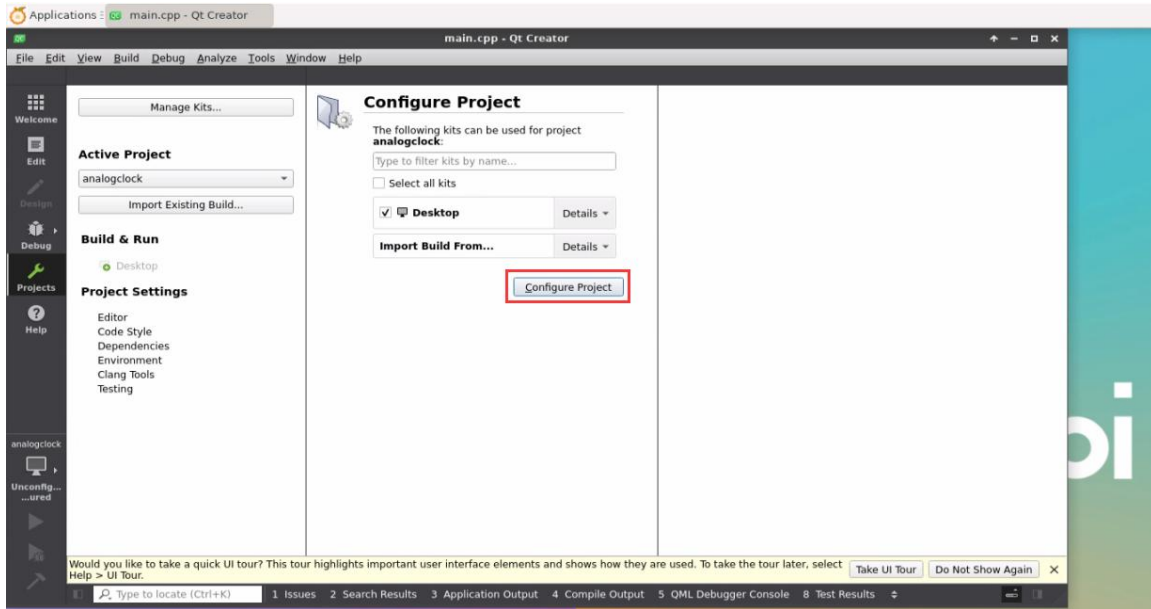 Applications
main.cpp - Qt Creator
main.cpp - Qt Creator
File Edit View Build Debug Analyze Tools Window Help
Welcome
Edit
Design
Debug
Projects
Help
analogclock
Unconfig...
...ured
Manage Kits...
Active Project
analogclock
Import Existing Build...
Build & Run
Desktop
Project Settings
Editor
Code Style
Dependencies
Environment
Clang Tools
Testing
Configure Project
The following kits can be used for project
analogclock:
Type to filter kits by name...
Select all kits
Desktop Details
Import Build From... Details
Configure Project
pi
Would you like to take a quick UI tour? This tour highlights important user interface elements and shows how they are used. To take the tour later, select
Help > UI Tour.
Take UI Tour Do Not Show Again
Type to locate (Ctrl+K) 1 Issues 2 Search Results 3 Application Output 4 Compile Output 5 QML Debugger Console 8 Test Results